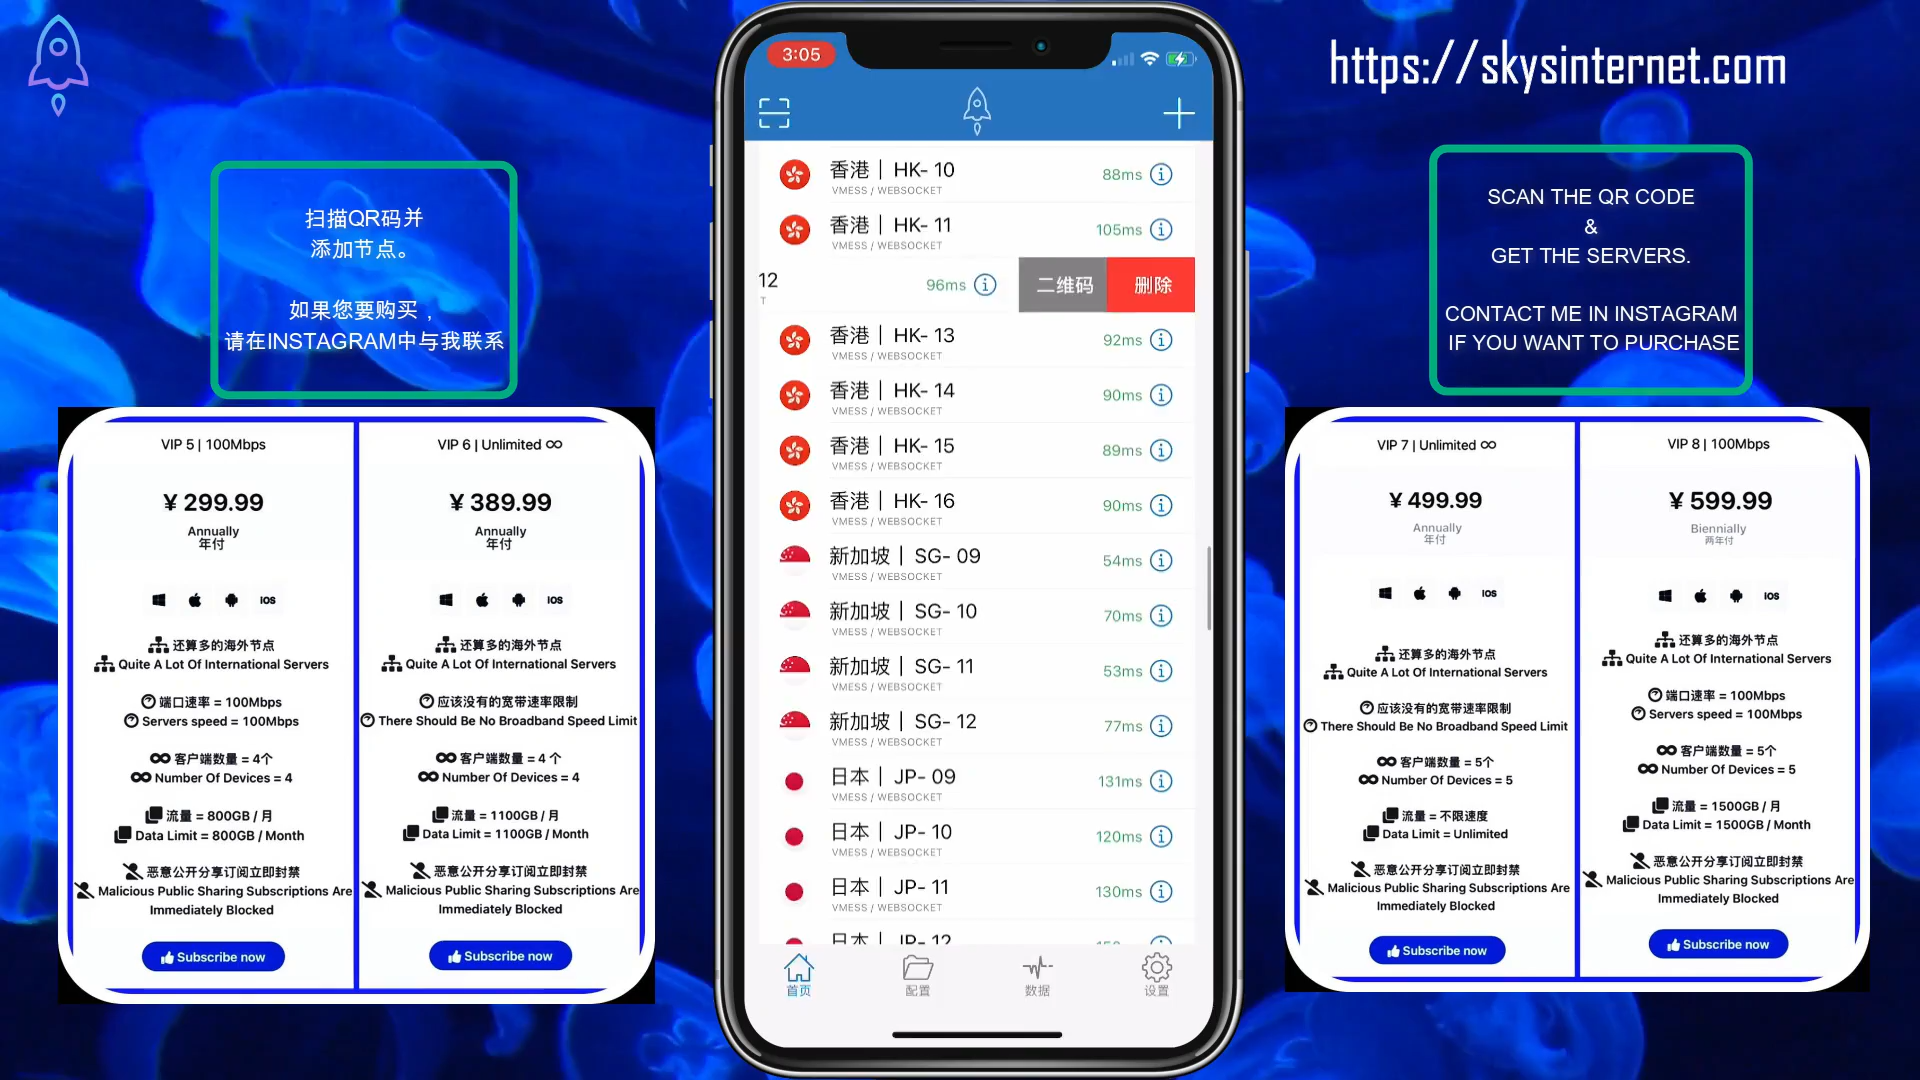 https://skysinternet.com
扫描QR码并
添加节点。
如果您要购买，
请在INSTAGRAM中与我联系
SCAN THE QR CODE
&
GET THE SERVERS.
CONTACT ME IN INSTAGRAM
IF YOU WANT TO PURCHASE
VIP 5 | 100Mbps
¥ 299.99
Annually
年付
IOS
还算多的海外节点
Quite A Lot Of International Servers
端口速率 = 100Mbps
Servers speed = 100Mbps
客户端数量 = 4个
Number Of Devices = 4
流量 = 800GB / 月
Data Limit = 800GB / Month
恶意公开分享订阅立即封禁
Malicious Public Sharing Subscriptions Are
Immediately Blocked
Subscribe now
VIP 6 | Unlimited ∞
¥ 389.99
Annually
年付
IOS
还算多的海外节点
Quite A Lot Of International Servers
应该没有的宽带速率限制
There Should Be No Broadband Speed Limit
客户端数量 = 4 个
Number Of Devices = 4
流量 = 1100GB / 月
Data Limit = 1100GB / Month
恶意公开分享订阅立即封禁
Malicious Public Sharing Subscriptions Are
Immediately Blocked
Subscribe now
3:05
香港｜ HK- 10
88ms
VMESS / WEBSOCKET
香港｜ HK- 11
105ms
VMESS / WEBSOCKET
12
96ms
二维码
删除
T
香港｜ HK- 13
92ms
VMESS / WEBSOCKET
香港｜ HK- 14
90ms
VMESS / WEBSOCKET
香港｜ HK- 15
89ms
VMESS / WEBSOCKET
香港｜ HK- 16
90ms
VMESS / WEBSOCKET
新加坡｜ SG- 09
54ms
VMESS / WEBSOCKET
新加坡｜ SG- 10
70ms
VMESS / WEBSOCKET
新加坡｜ SG- 11
53ms
VMESS / WEBSOCKET
新加坡｜ SG- 12
77ms
VMESS / WEBSOCKET
日本｜ JP- 09
131ms
VMESS / WEBSOCKET
日本｜ JP- 10
120ms
VMESS / WEBSOCKET
日本｜ JP- 11
130ms
VMESS / WEBSOCKET
日本｜ JP- 12
首页
配置
数据
设置
VIP 7 | Unlimited ∞
¥ 499.99
Annually
年付
IOS
还算多的海外节点
Quite A Lot Of International Servers
应该没有的宽带速率限制
There Should Be No Broadband Speed Limit
客户端数量 = 5个
Number Of Devices = 5
流量 = 不限速度
Data Limit = Unlimited
恶意公开分享订阅立即封禁
Malicious Public Sharing Subscriptions Are
Immediately Blocked
Subscribe now
VIP 8 | 100Mbps
¥ 599.99
Biennially
两年付
IOS
还算多的海外节点
Quite A Lot Of International Servers
端口速率 = 100Mbps
Servers speed = 100Mbps
客户端数量 = 5个
Number Of Devices = 5
流量 = 1500GB / 月
Data Limit = 1500GB / Month
恶意公开分享订阅立即封禁
Malicious Public Sharing Subscriptions Are
Immediately Blocked
Subscribe now